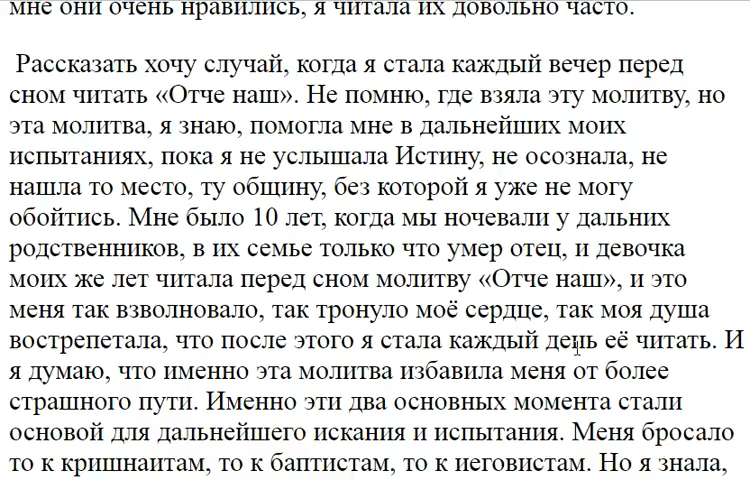 мне они очень нравились, я читала их довольно часто.
Рассказать хочу случай, когда я стала каждый вечер перед
сном читать «Отче наш». Не помню, где взяла эту молитву, но
эта молитва, я знаю, помогла мне в дальнейших моих
испытаниях, пока я не услышала Истину, не осознала, не
нашла то место, ту общину, без которой я уже не могу
обойтись. Мне было 10 лет, когда мы ночевали у дальних
родственников, в их семье только что умер отец, и девочка
моих же лет читала перед сном молитву «Отче наш», и это
меня так взволновало, так тронуло моё сердце, так моя душа
вострепетала, что после этого я стала каждый день её читать. И
я думаю, что именно эта молитва избавила меня от более
страшного пути. Именно эти два основных момента стали
основой для дальнейшего искания и испытания. Меня бросало
то к кришнаитам, то к баптистам, то к иеговистам. Но я знала,